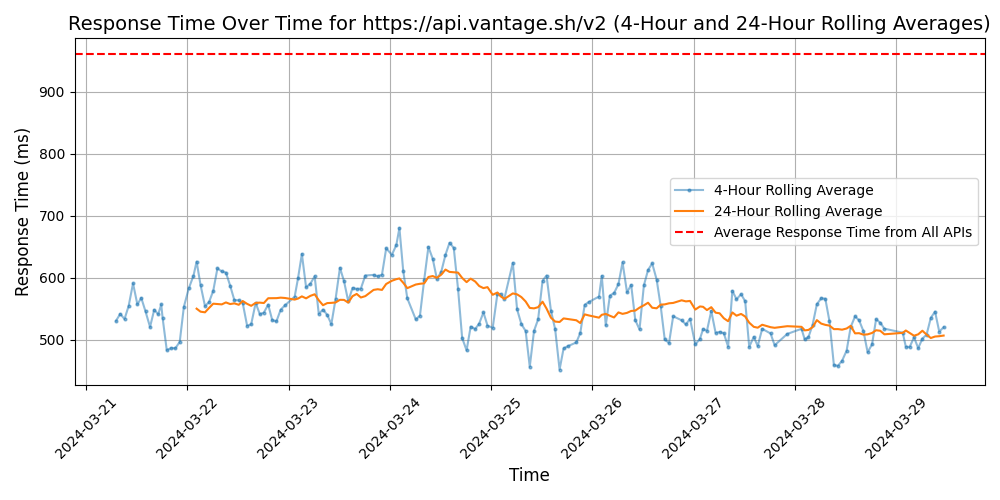 Response Time Over Time for https://api.vantage.sh/v2 (4-Hour and 24-Hour Rolling Averages)
Response Time (ms)
900
800
700
600
500
4-Hour Rolling Average
24-Hour Rolling Average
Average Response Time from All APIs
2024-03-21
2024-03-22
2024-03-23
2024-03-24
2024-03-25
2024-03-26
2024-03-27
2024-03-28
2024-03-29
Time